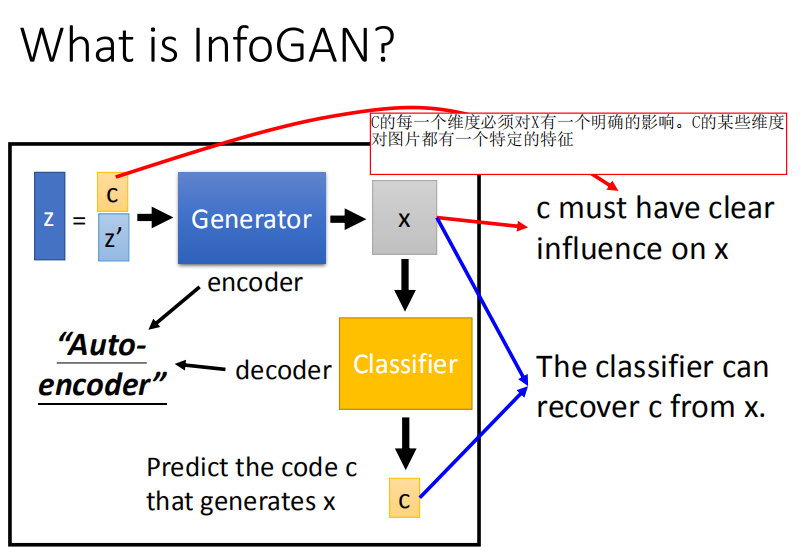 What is InfoGAN?
C的每一个维度必须对X有一个明确的影响。C的某些维度
对图片都有一个特定的特征
z
=
c
z’
Generator
x
c must have clear
influence on x
encoder
“Auto-
encoder”
decoder
Classifier
The classifier can
recover c from x.
Predict the code c
that generates x
c